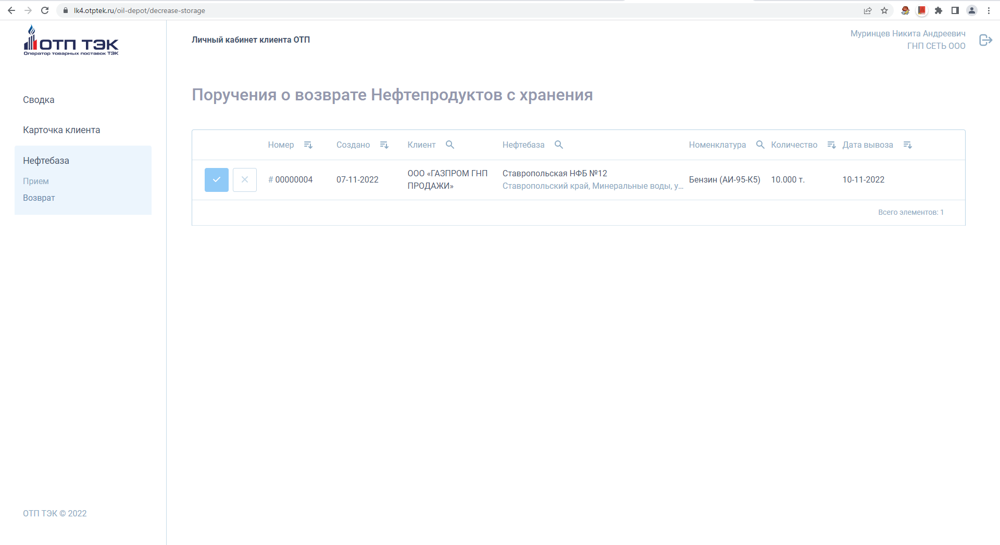 lk4.otptek.ru/oil-depot/decrease-storage
ОТП ТЭК
Оператор товарных поставок ТЭК
Личный кабинет клиента ОТП
Муринцев Никита Андреевич
ГНП СЕТЬ ООО
Сводка
Карточка клиента
Нефтебаза
Прием
Возврат
Поручения о возврате Нефтепродуктов с хранения
Номер Создано Клиент Нефтебаза Номенклатура Количество Дата вывоза
# 00000004 07-11-2022 ООО «ГАЗПРОМ ГНП ПРОДАЖИ» Ставропольская НФБ №12 Ставропольский край, Минеральные воды, у... Бензин (АИ-95-К5) 10.000 т. 10-11-2022
Всего элементов: 1
ОТП ТЭК © 2022